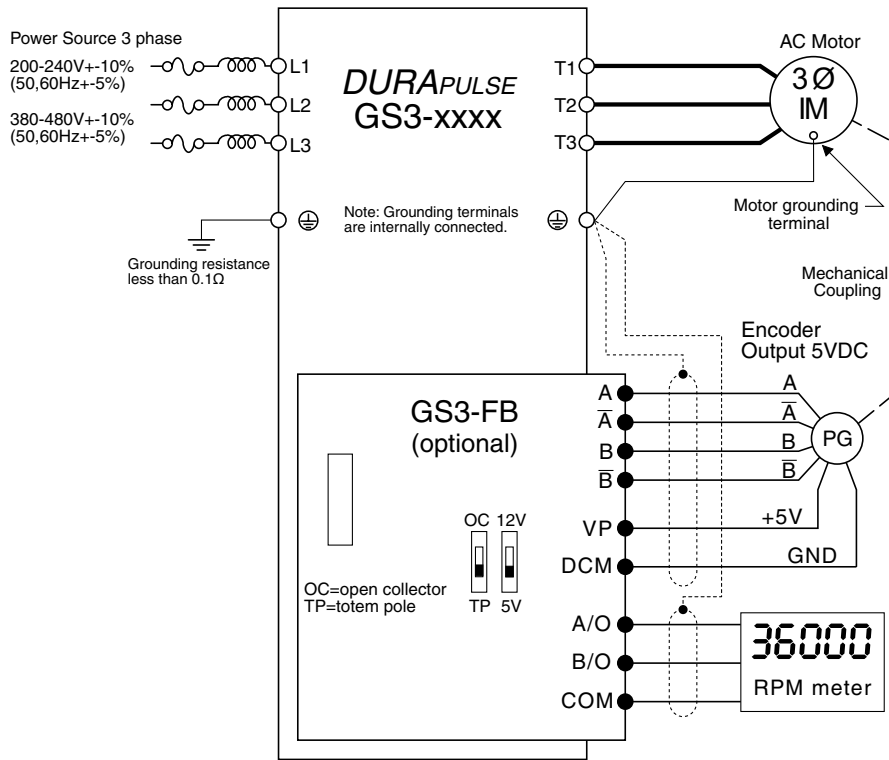 Power Source 3 phase
200-240V+-10%
(50,60Hz+-5%)
380-480V+-10%
(50,60Hz+-5%)
L1
L2
L3
DURAPULSE
GS3-xxxx
T1
T2
T3
AC Motor
3Ø
IM
Motor grounding
terminal
Note: Grounding terminals
are internally connected.
Grounding resistance
less than 0.1Ω
Mechanical
Coupling
Encoder
Output 5VDC
GS3-FB
(optional)
A
A̅
B
B̅
VP
DCM
A/O
B/O
COM
A
A̅
B
B̅
PG
+5V
GND
OC 12V
TP 5V
OC=open collector
TP=totem pole
36000
RPM meter